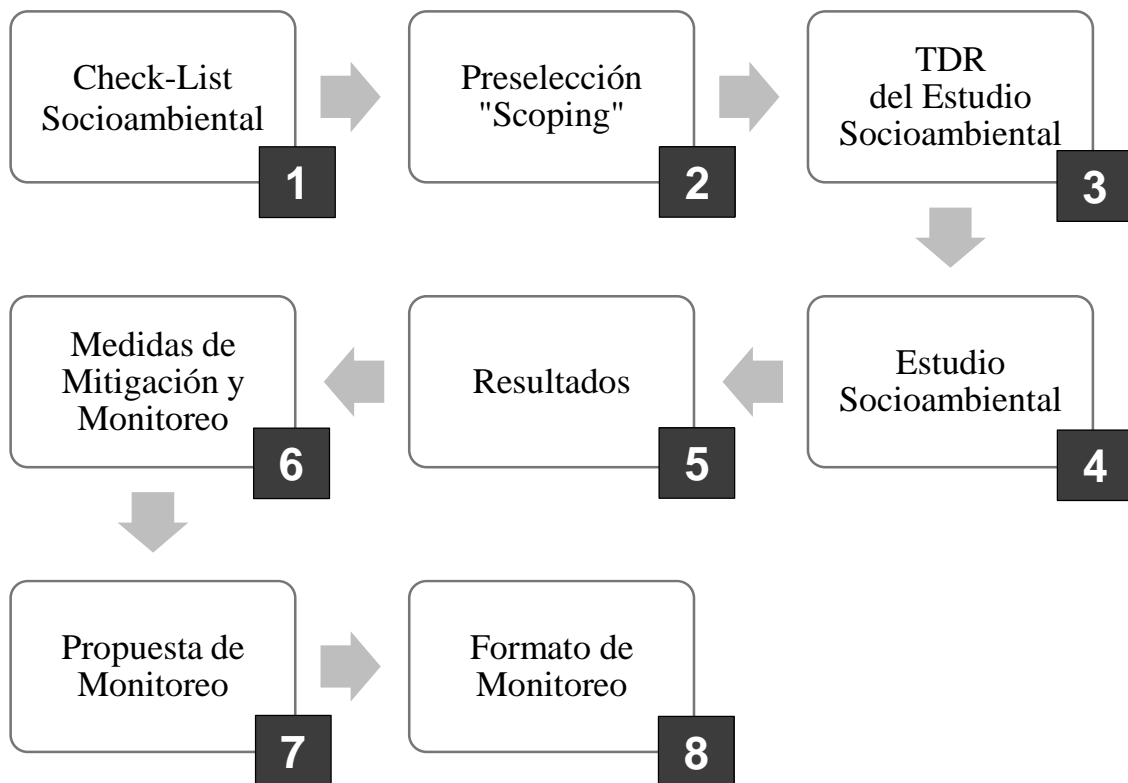 Check-List
Socioambiental
1
Preselección
"Scoping"
2
TDR
del Estudio
Socioambiental
3
Estudio
Socioambiental
4
Resultados
5
Medidas de
Mitigación y
Monitoreo
6
Propuesta de
Monitoreo
7
Formato de
Monitoreo
8